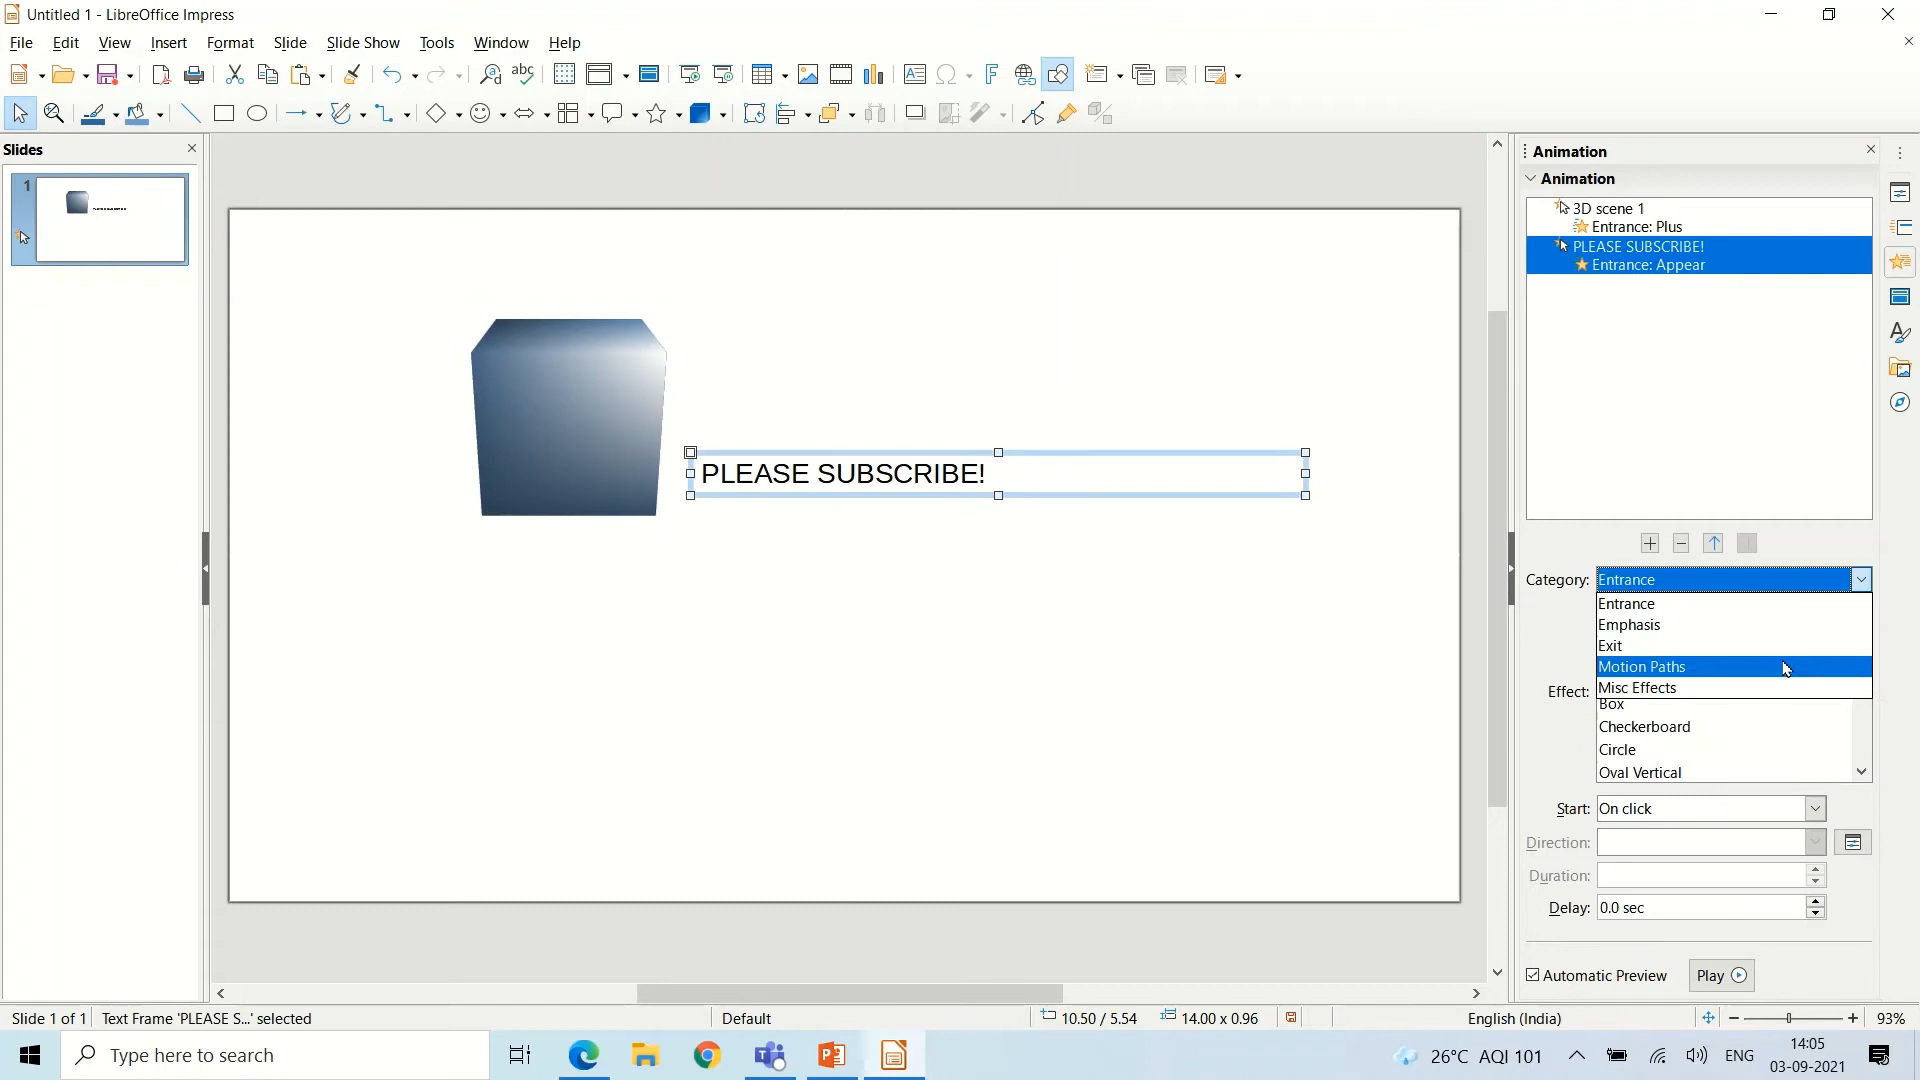 Untitled 1 - LibreOffice Impress
File Edit View Insert Format Slide Slide Show Tools Window Help
abc
Slides
1
PLEASE SUBSCRIBE!
Animation
Animation
3D scene 1
Entrance: Plus
PLEASE SUBSCRIBE!
Entrance: Appear
Category: Entrance
Entrance
Emphasis
Exit
Motion Paths
Misc Effects
Effect:
Box
Checkerboard
Circle
Oval Vertical
Start: On click
Direction:
Duration:
Delay: 0.0 sec
Automatic Preview Play
Slide 1 of 1 Text Frame 'PLEASE S...' selected Default 10.50 / 5.54 14.00 x 0.96 English (India) 93%
Type here to search 26°C AQI 101 ENG 14:05
03-09-2021